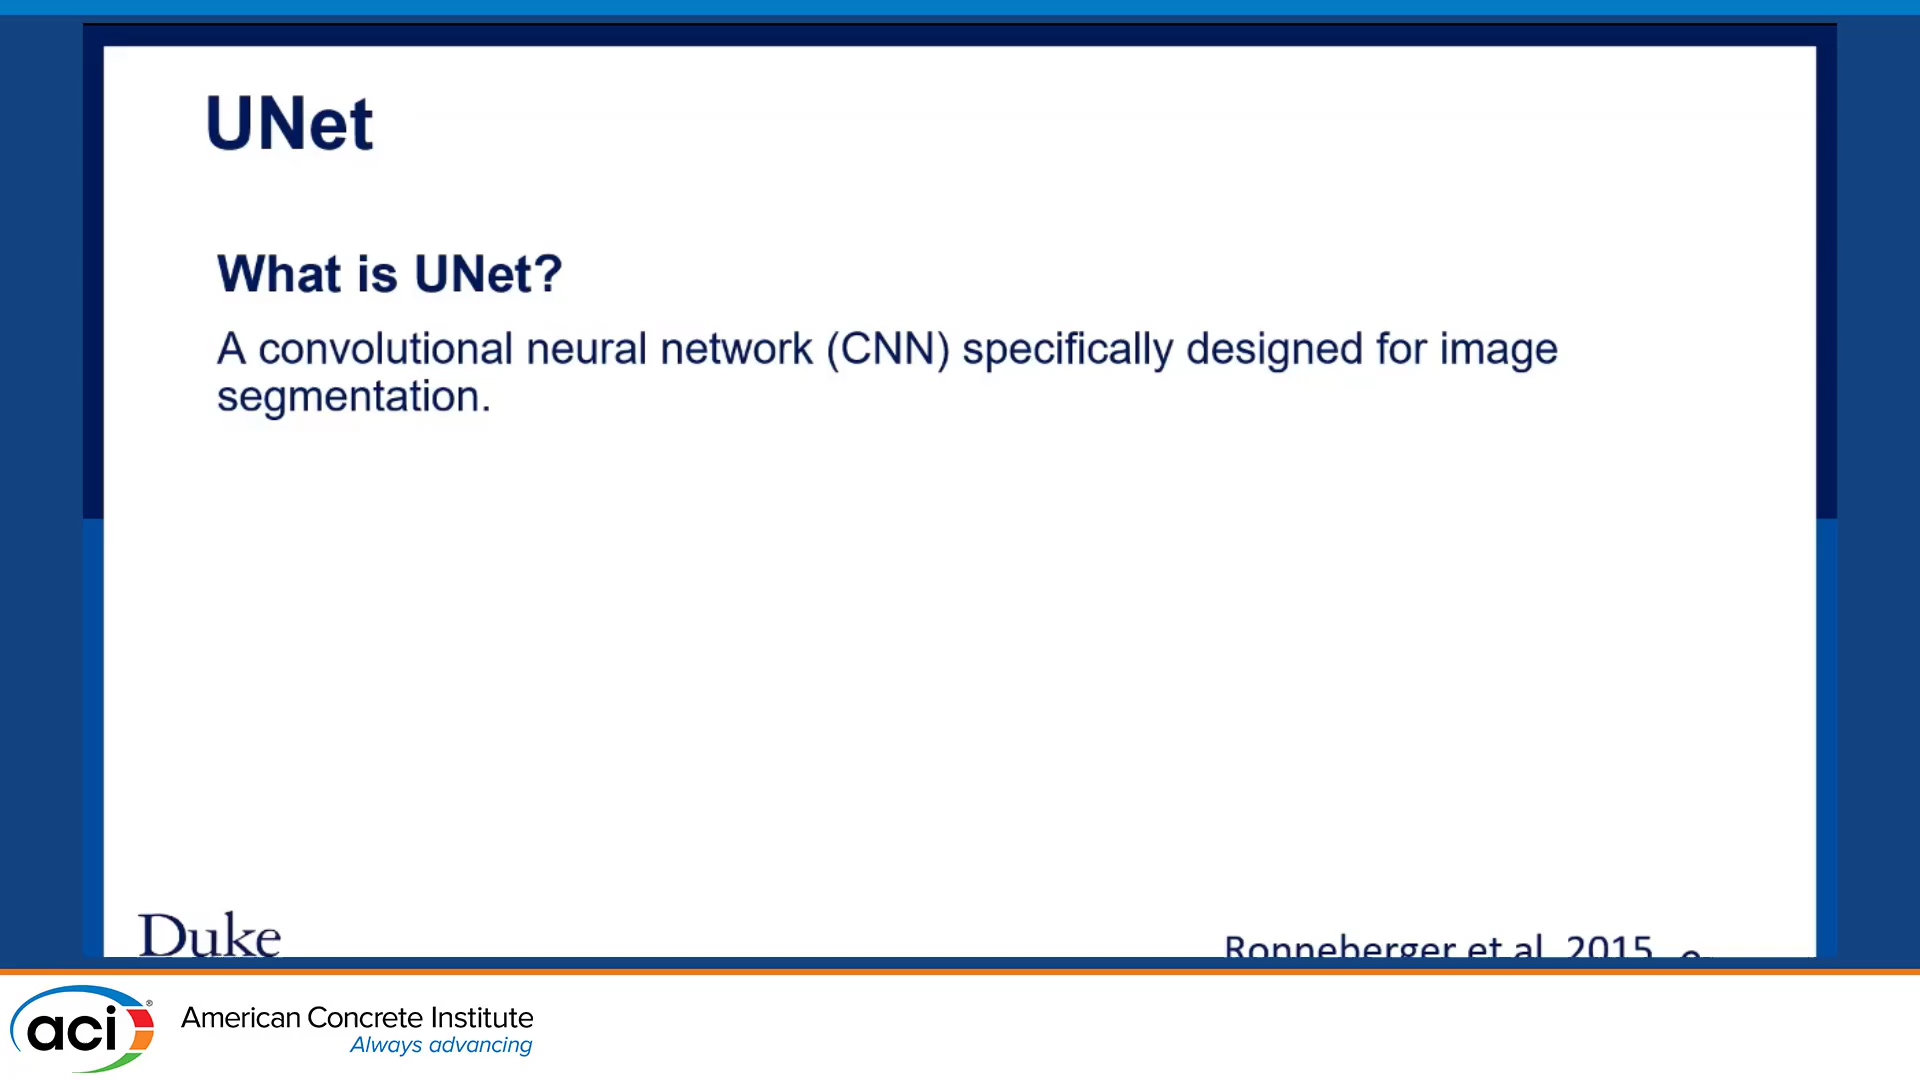 UNet
What is UNet?
A convolutional neural network (CNN) specifically designed for image
segmentation.
Duke
Ronneberger et al. 2015
aci®
American Concrete Institute
Always advancing